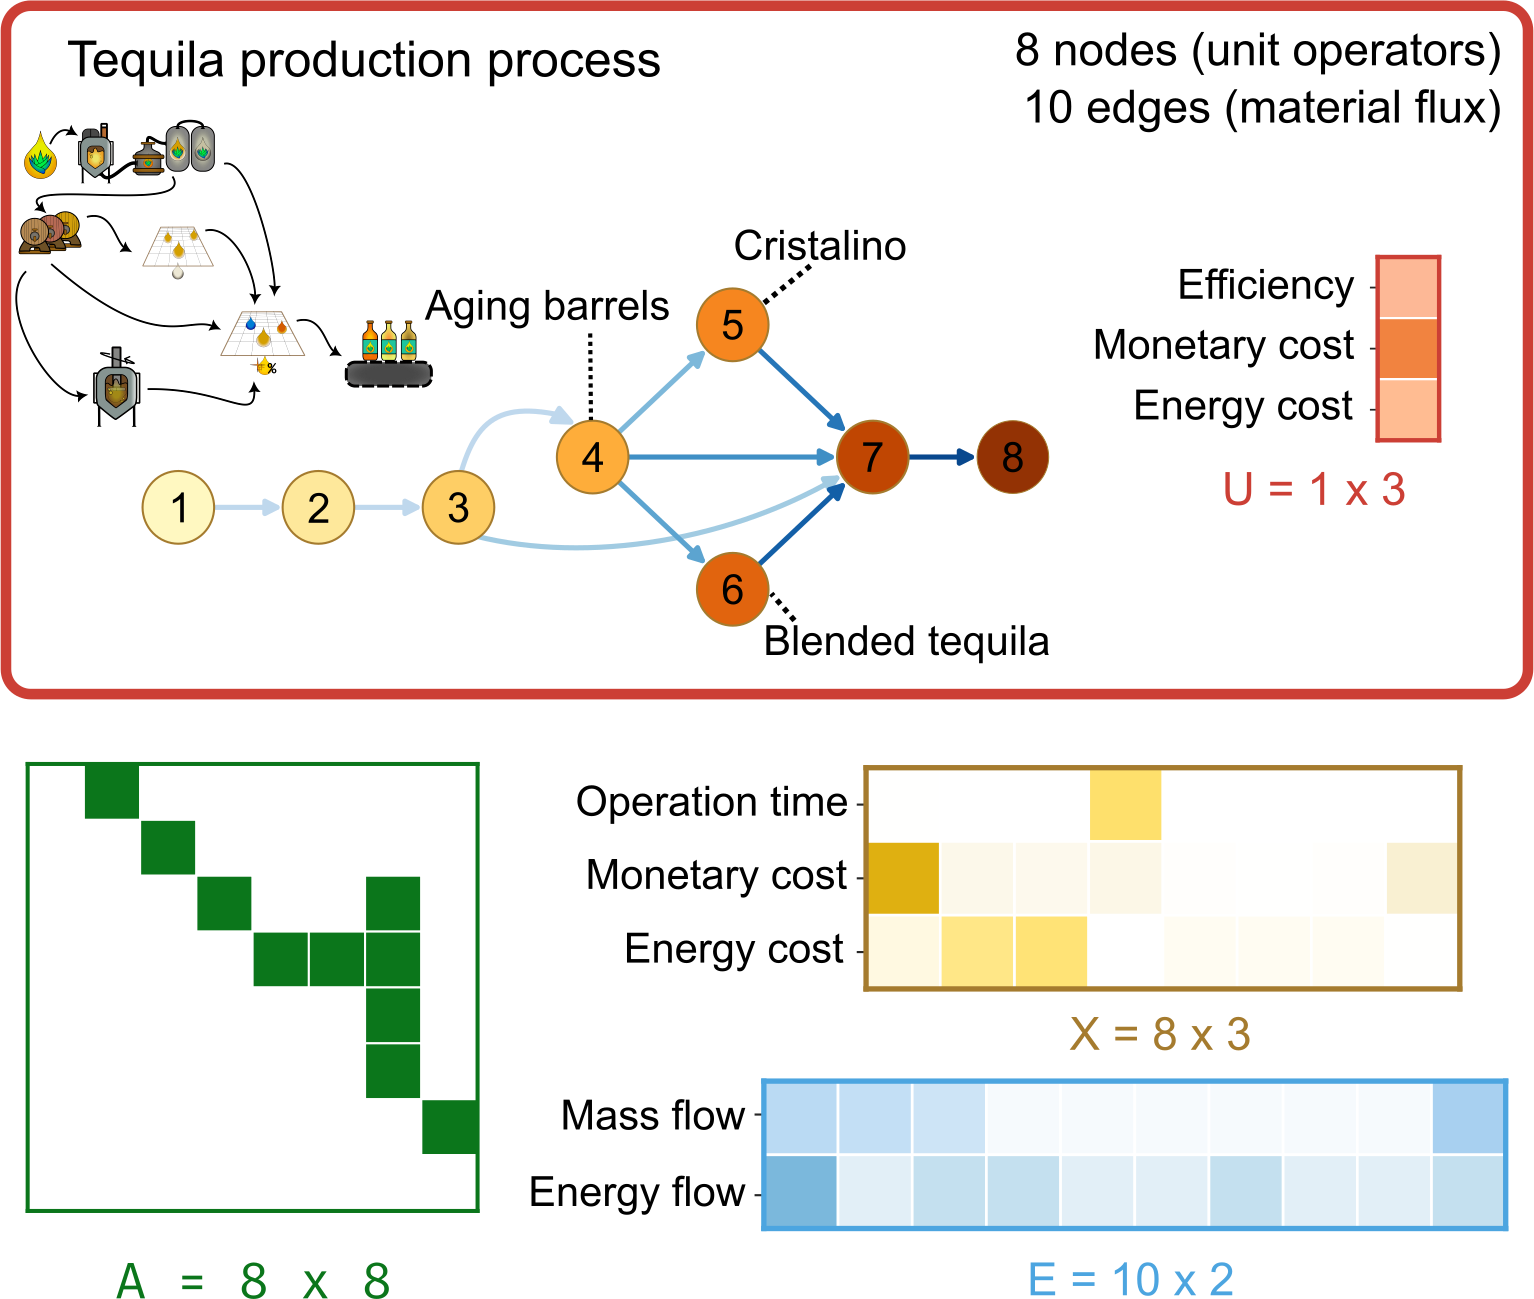 Tequila production process
8 nodes (unit operators)
10 edges (material flux)
%
Cristalino
Aging barrels
Blended tequila
1
2
3
4
5
6
7
8
Efficiency
Monetary cost
Energy cost
U = 1 x 3
A = 8 x 8
Operation time
Monetary cost
Energy cost
X = 8 x 3
Mass flow
Energy flow
E = 10 x 2